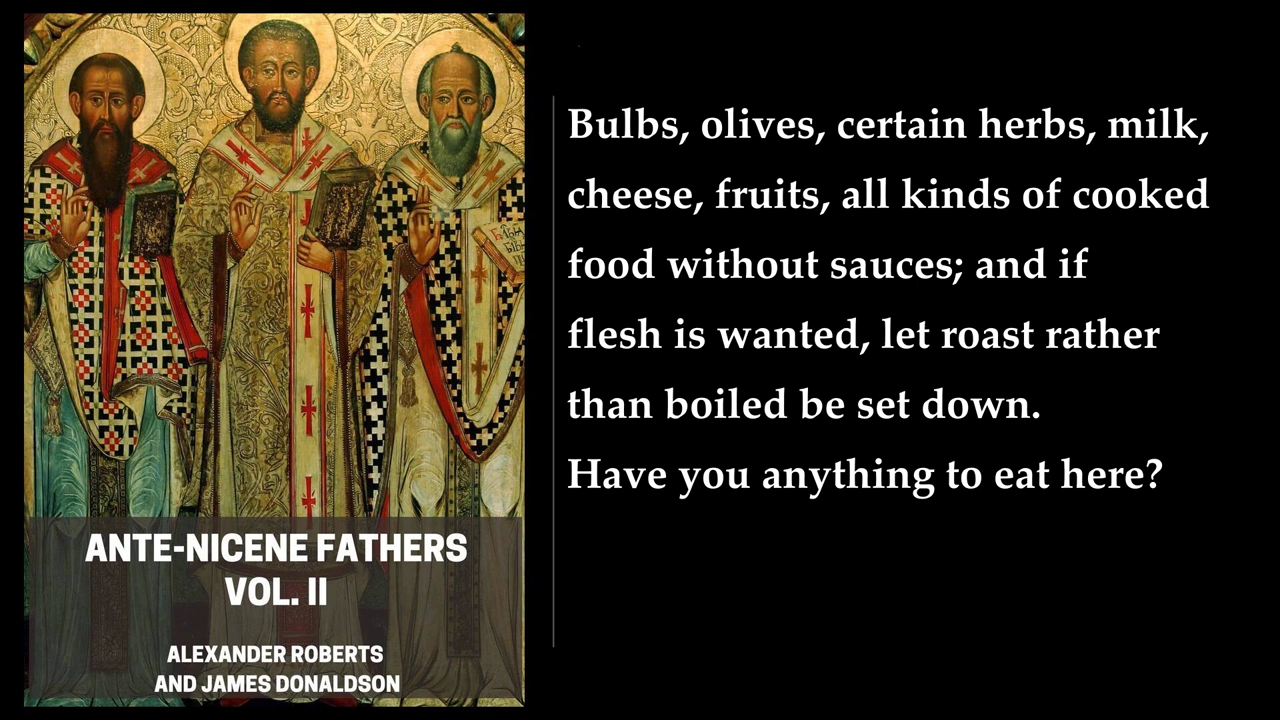 Bulbs, olives, certain herbs, milk,
cheese, fruits, all kinds of cooked
food without sauces; and if
flesh is wanted, let roast rather
than boiled be set down.
Have you anything to eat here?
ANTE-NICENE FATHERS
VOL. II
ALEXANDER ROBERTS
AND JAMES DONALDSON